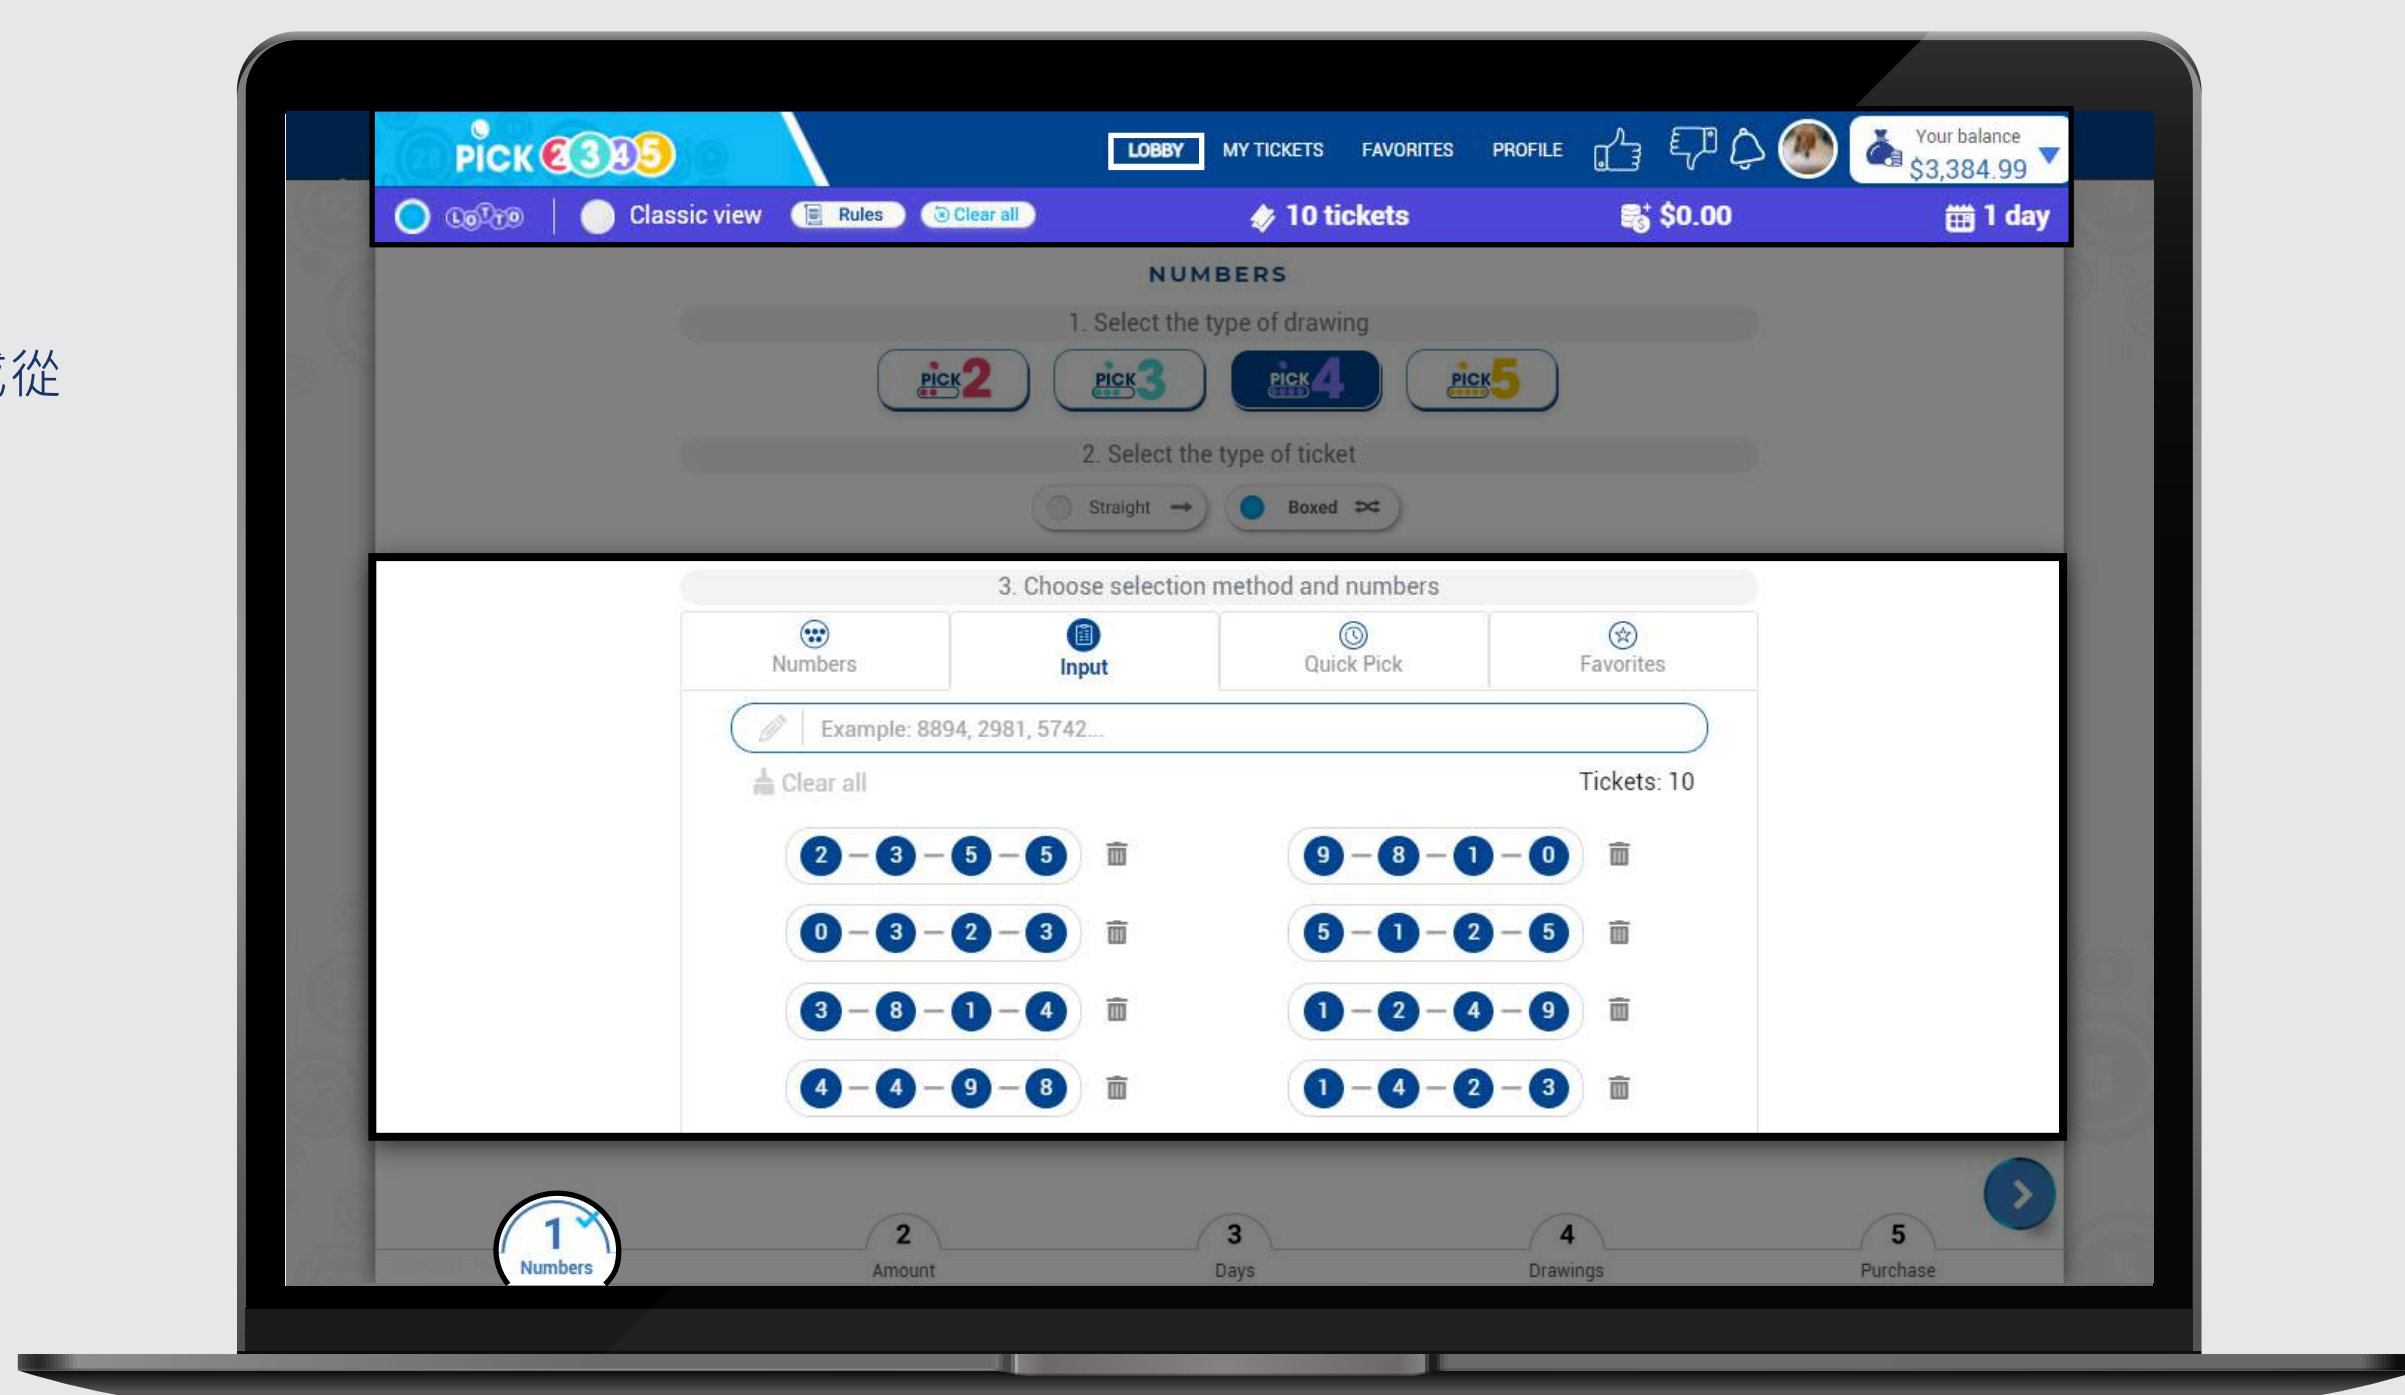 PICK 2 3 4 5
LOBBY MY TICKETS FAVORITES PROFILE
Your balance
$3,384.99
LOTTO Classic view Rules Clear all 10 tickets $0.00 1 day
NUMBERS
1. Select the type of drawing
PICK2 PICK3 PICK4 PICK5
從
2. Select the type of ticket
Straight Boxed
3. Choose selection method and numbers
Numbers Input Quick Pick Favorites
Example: 8894, 2981, 5742...
Clear all Tickets: 10
2 – 3 – 5 – 5 9 – 8 – 1 – 0
0 – 3 – 2 – 3 5 – 1 – 2 – 5
3 – 8 – 1 – 4 1 – 2 – 4 – 9
4 – 4 – 9 – 8 1 – 4 – 2 – 3
1 2 3 4 5
Numbers Amount Days Drawings Purchase